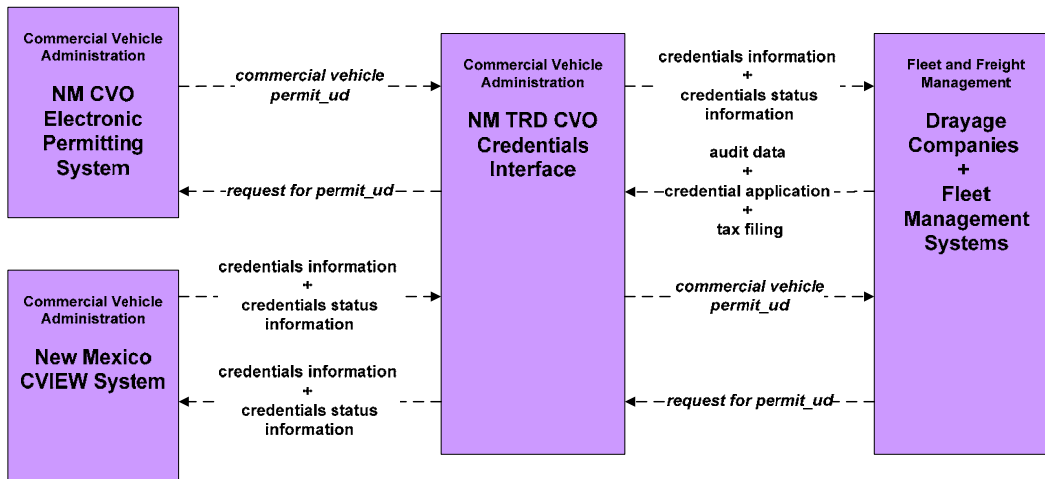 Commercial Vehicle
Administration
NM CVO
Electronic
Permitting
System
commercial vehicle
permit_ud
request for permit_ud
Commercial Vehicle
Administration
New Mexico
CVIEW System
credentials information
+
credentials status
information
credentials information
+
credentials status
information
Commercial Vehicle
Administration
NM TRD CVO
Credentials
Interface
credentials information
+
credentials status
information
audit data
+
credential application
+
tax filing
commercial vehicle
permit_ud
request for permit_ud
Fleet and Freight
Management
Drayage
Companies
+
Fleet
Management
Systems